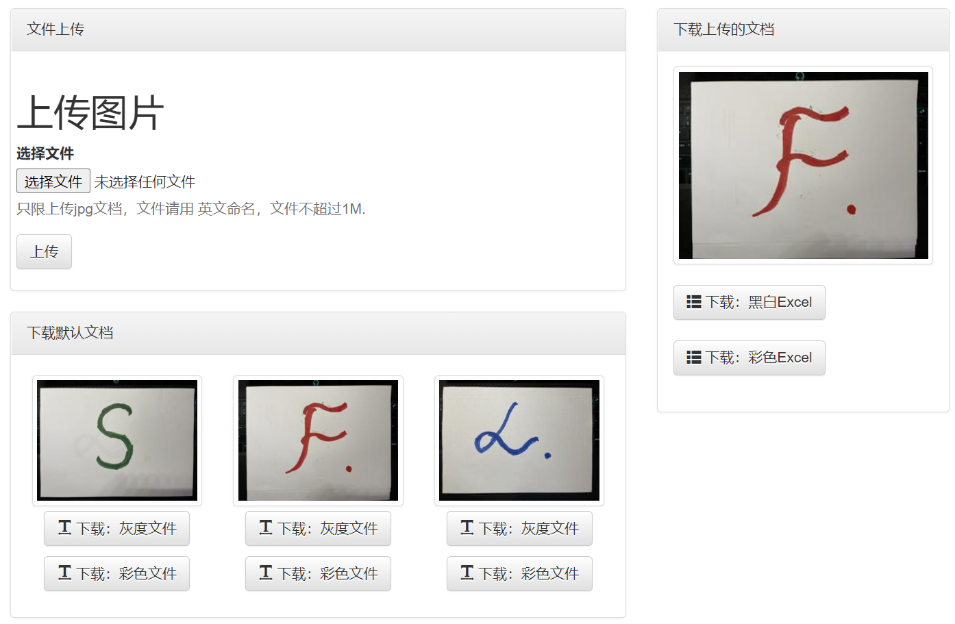 文件上传
上传图片
选择文件
选择文件 未选择任何文件
只限上传jpg文档，文件请用 英文命名，文件不超过1M.
上传
下载默认文档
S
F.
L.
下载：灰度文件
下载：灰度文件
下载：灰度文件
下载：彩色文件
下载：彩色文件
下载：彩色文件
下载上传的文档
F.
下载：黑白Excel
下载：彩色Excel